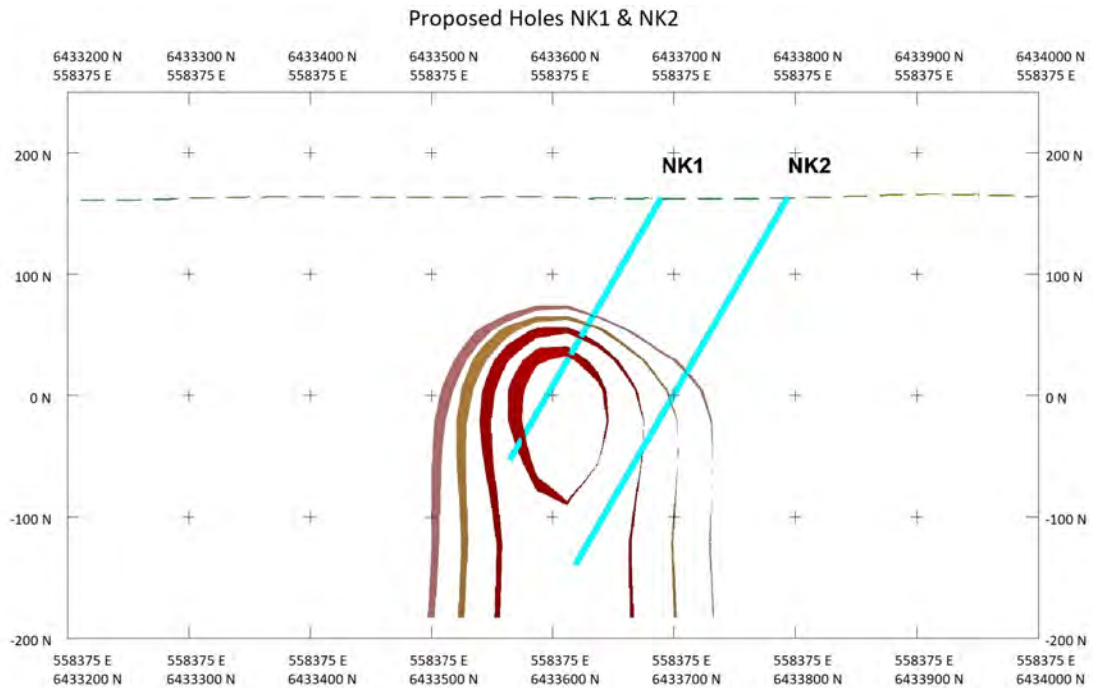 Proposed Holes NK1 & NK2
6433200 N 6433300 N 6433400 N 6433500 N 6433600 N 6433700 N 6433800 N 6433900 N 6434000 N
558375 E 558375 E 558375 E 558375 E 558375 E 558375 E 558375 E 558375 E 558375 E
200 N 200 N
NK1 NK2
100 N 100 N
0 N 0 N
-100 N -100 N
-200 N -200 N
558375 E 558375 E 558375 E 558375 E 558375 E 558375 E 558375 E 558375 E 558375 E
6433200 N 6433300 N 6433400 N 6433500 N 6433600 N 6433700 N 6433800 N 6433900 N 6434000 N